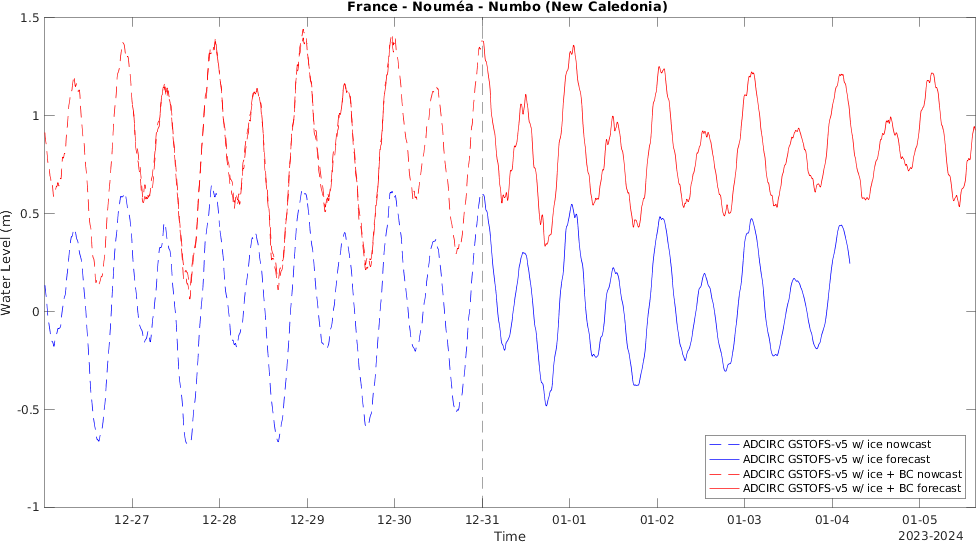 France - Nouméa - Numbo (New Caledonia)
1.5
1
0.5
0
-0.5
-1
Water Level (m)
12-27 12-28 12-29 12-30 12-31 01-01 01-02 01-03 01-04 01-05
Time
2023-2024
ADCIRC GSTOFS-v5 w/ ice nowcast
ADCIRC GSTOFS-v5 w/ ice forecast
ADCIRC GSTOFS-v5 w/ ice + BC nowcast
ADCIRC GSTOFS-v5 w/ ice + BC forecast